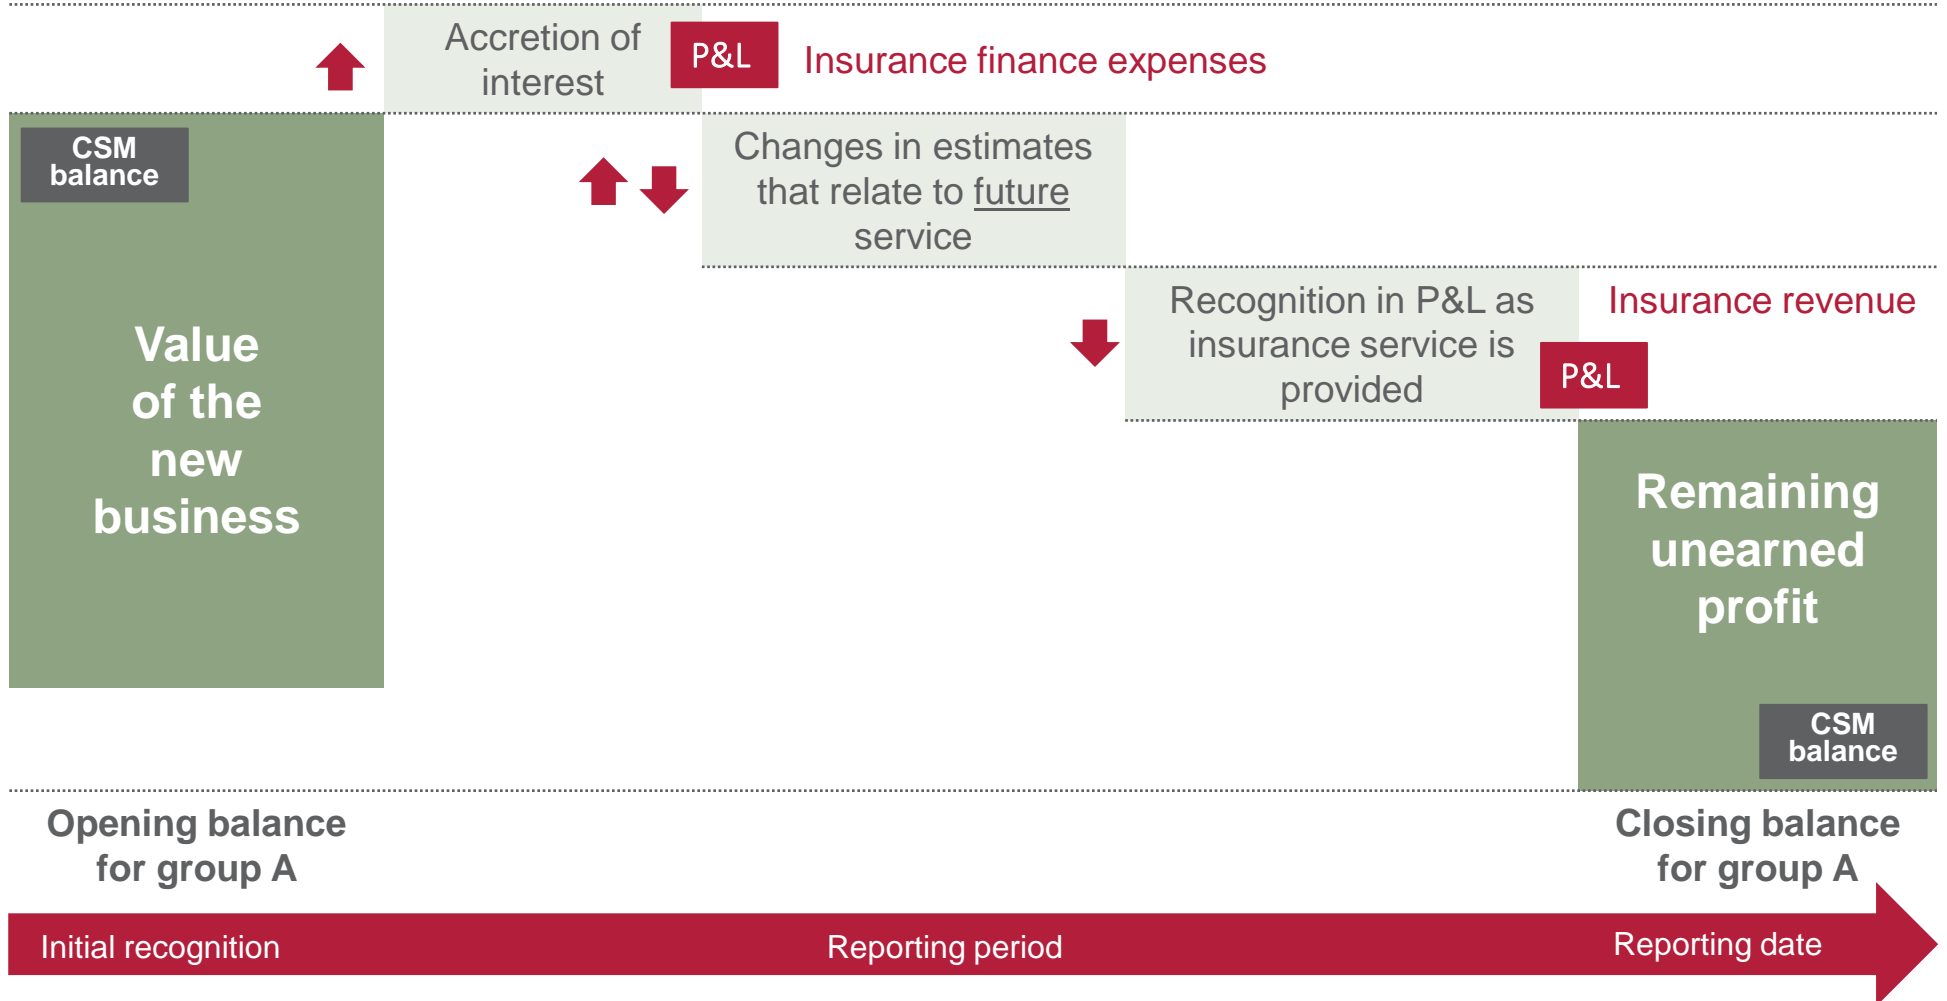 Accretion of
interest
P&L
Insurance finance expenses
CSM
balance
Changes in estimates
that relate to future
service
Value
of the
new
business
Recognition in P&L as
insurance service is
provided
P&L
Insurance revenue
Remaining
unearned
profit
CSM
balance
Opening balance
for group A
Closing balance
for group A
Initial recognition
Reporting period
Reporting date